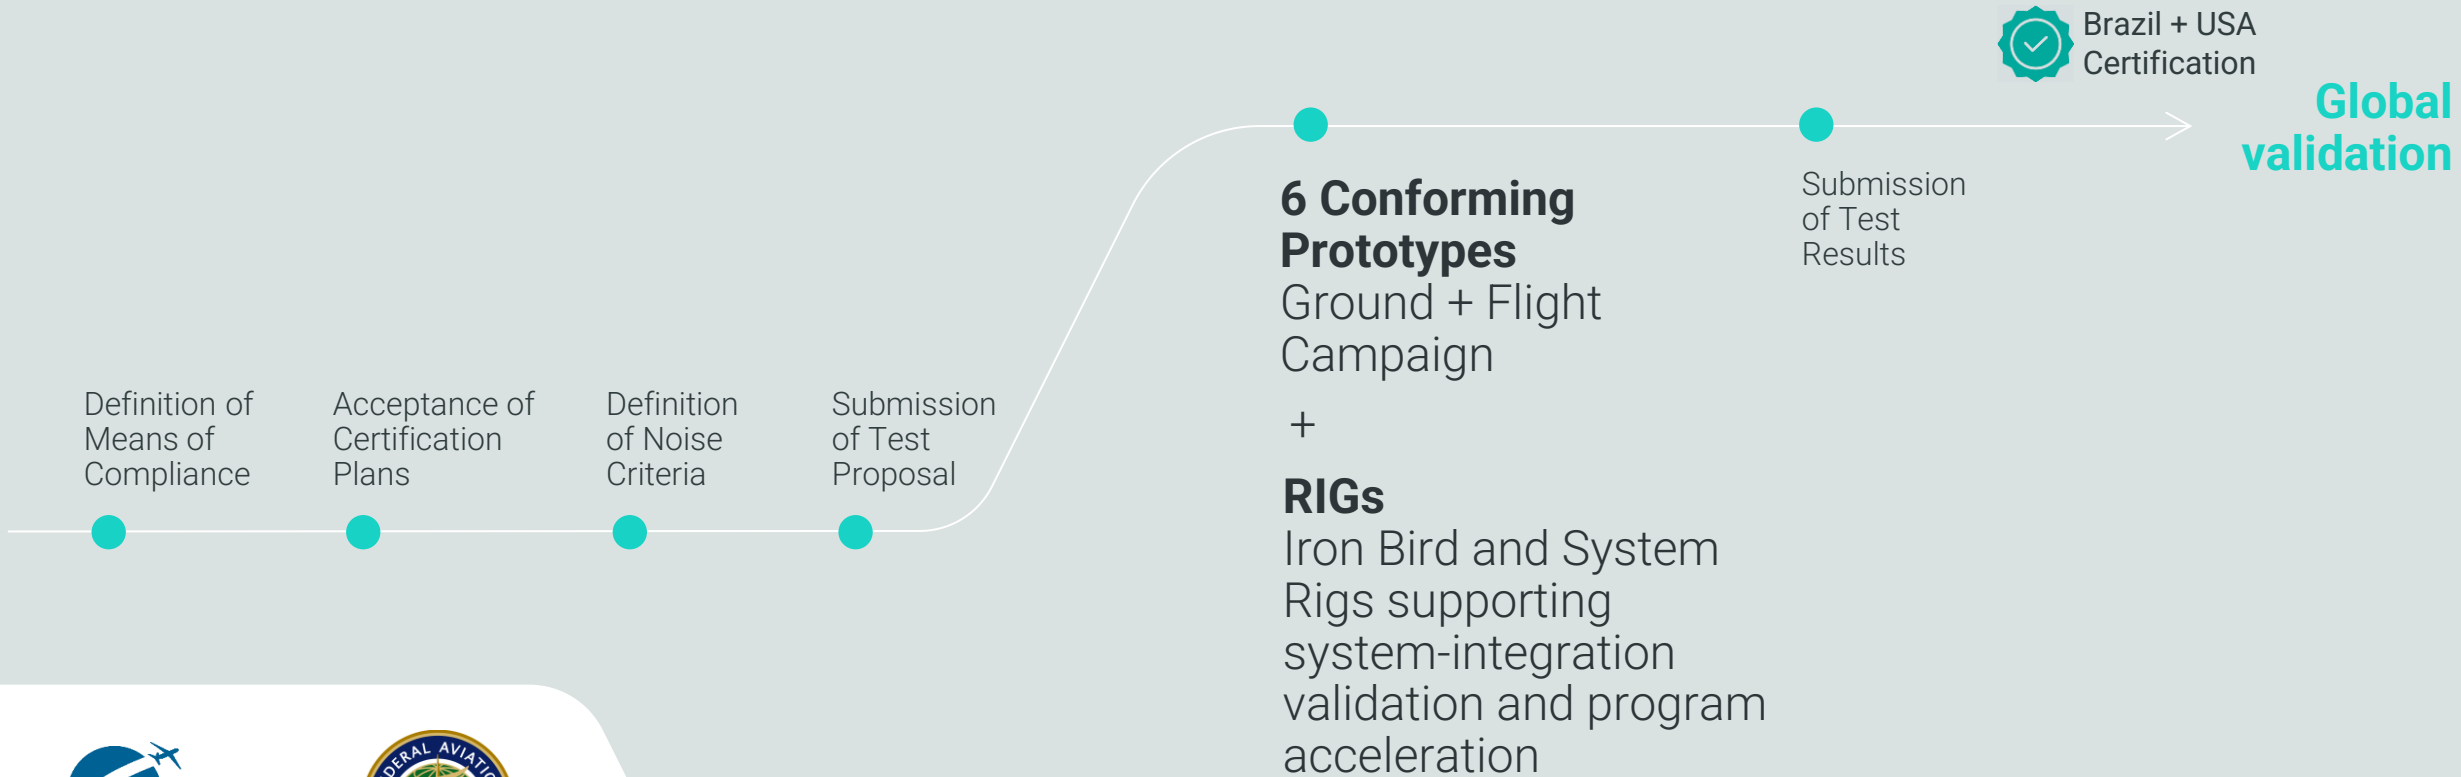 Brazil + USA
Certification
Global
validation
6 Conforming
Prototypes
Ground + Flight
Campaign
+
RIGs
Iron Bird and System
Rigs supporting
system-integration
validation and program
acceleration
Submission
of Test
Results
Definition of
Means of
Compliance
Acceptance of
Certification
Plans
Definition
of Noise
Criteria
Submission
of Test
Proposal